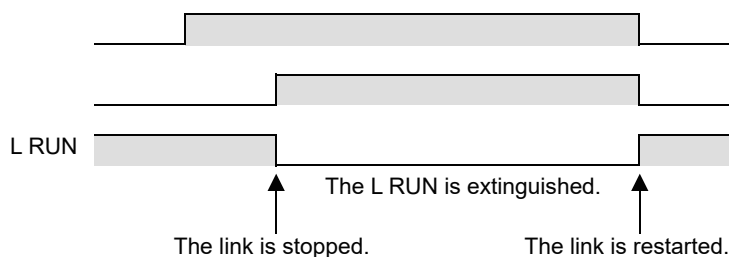 L RUN
The L RUN is extinguished.
The link is stopped.
The link is restarted.